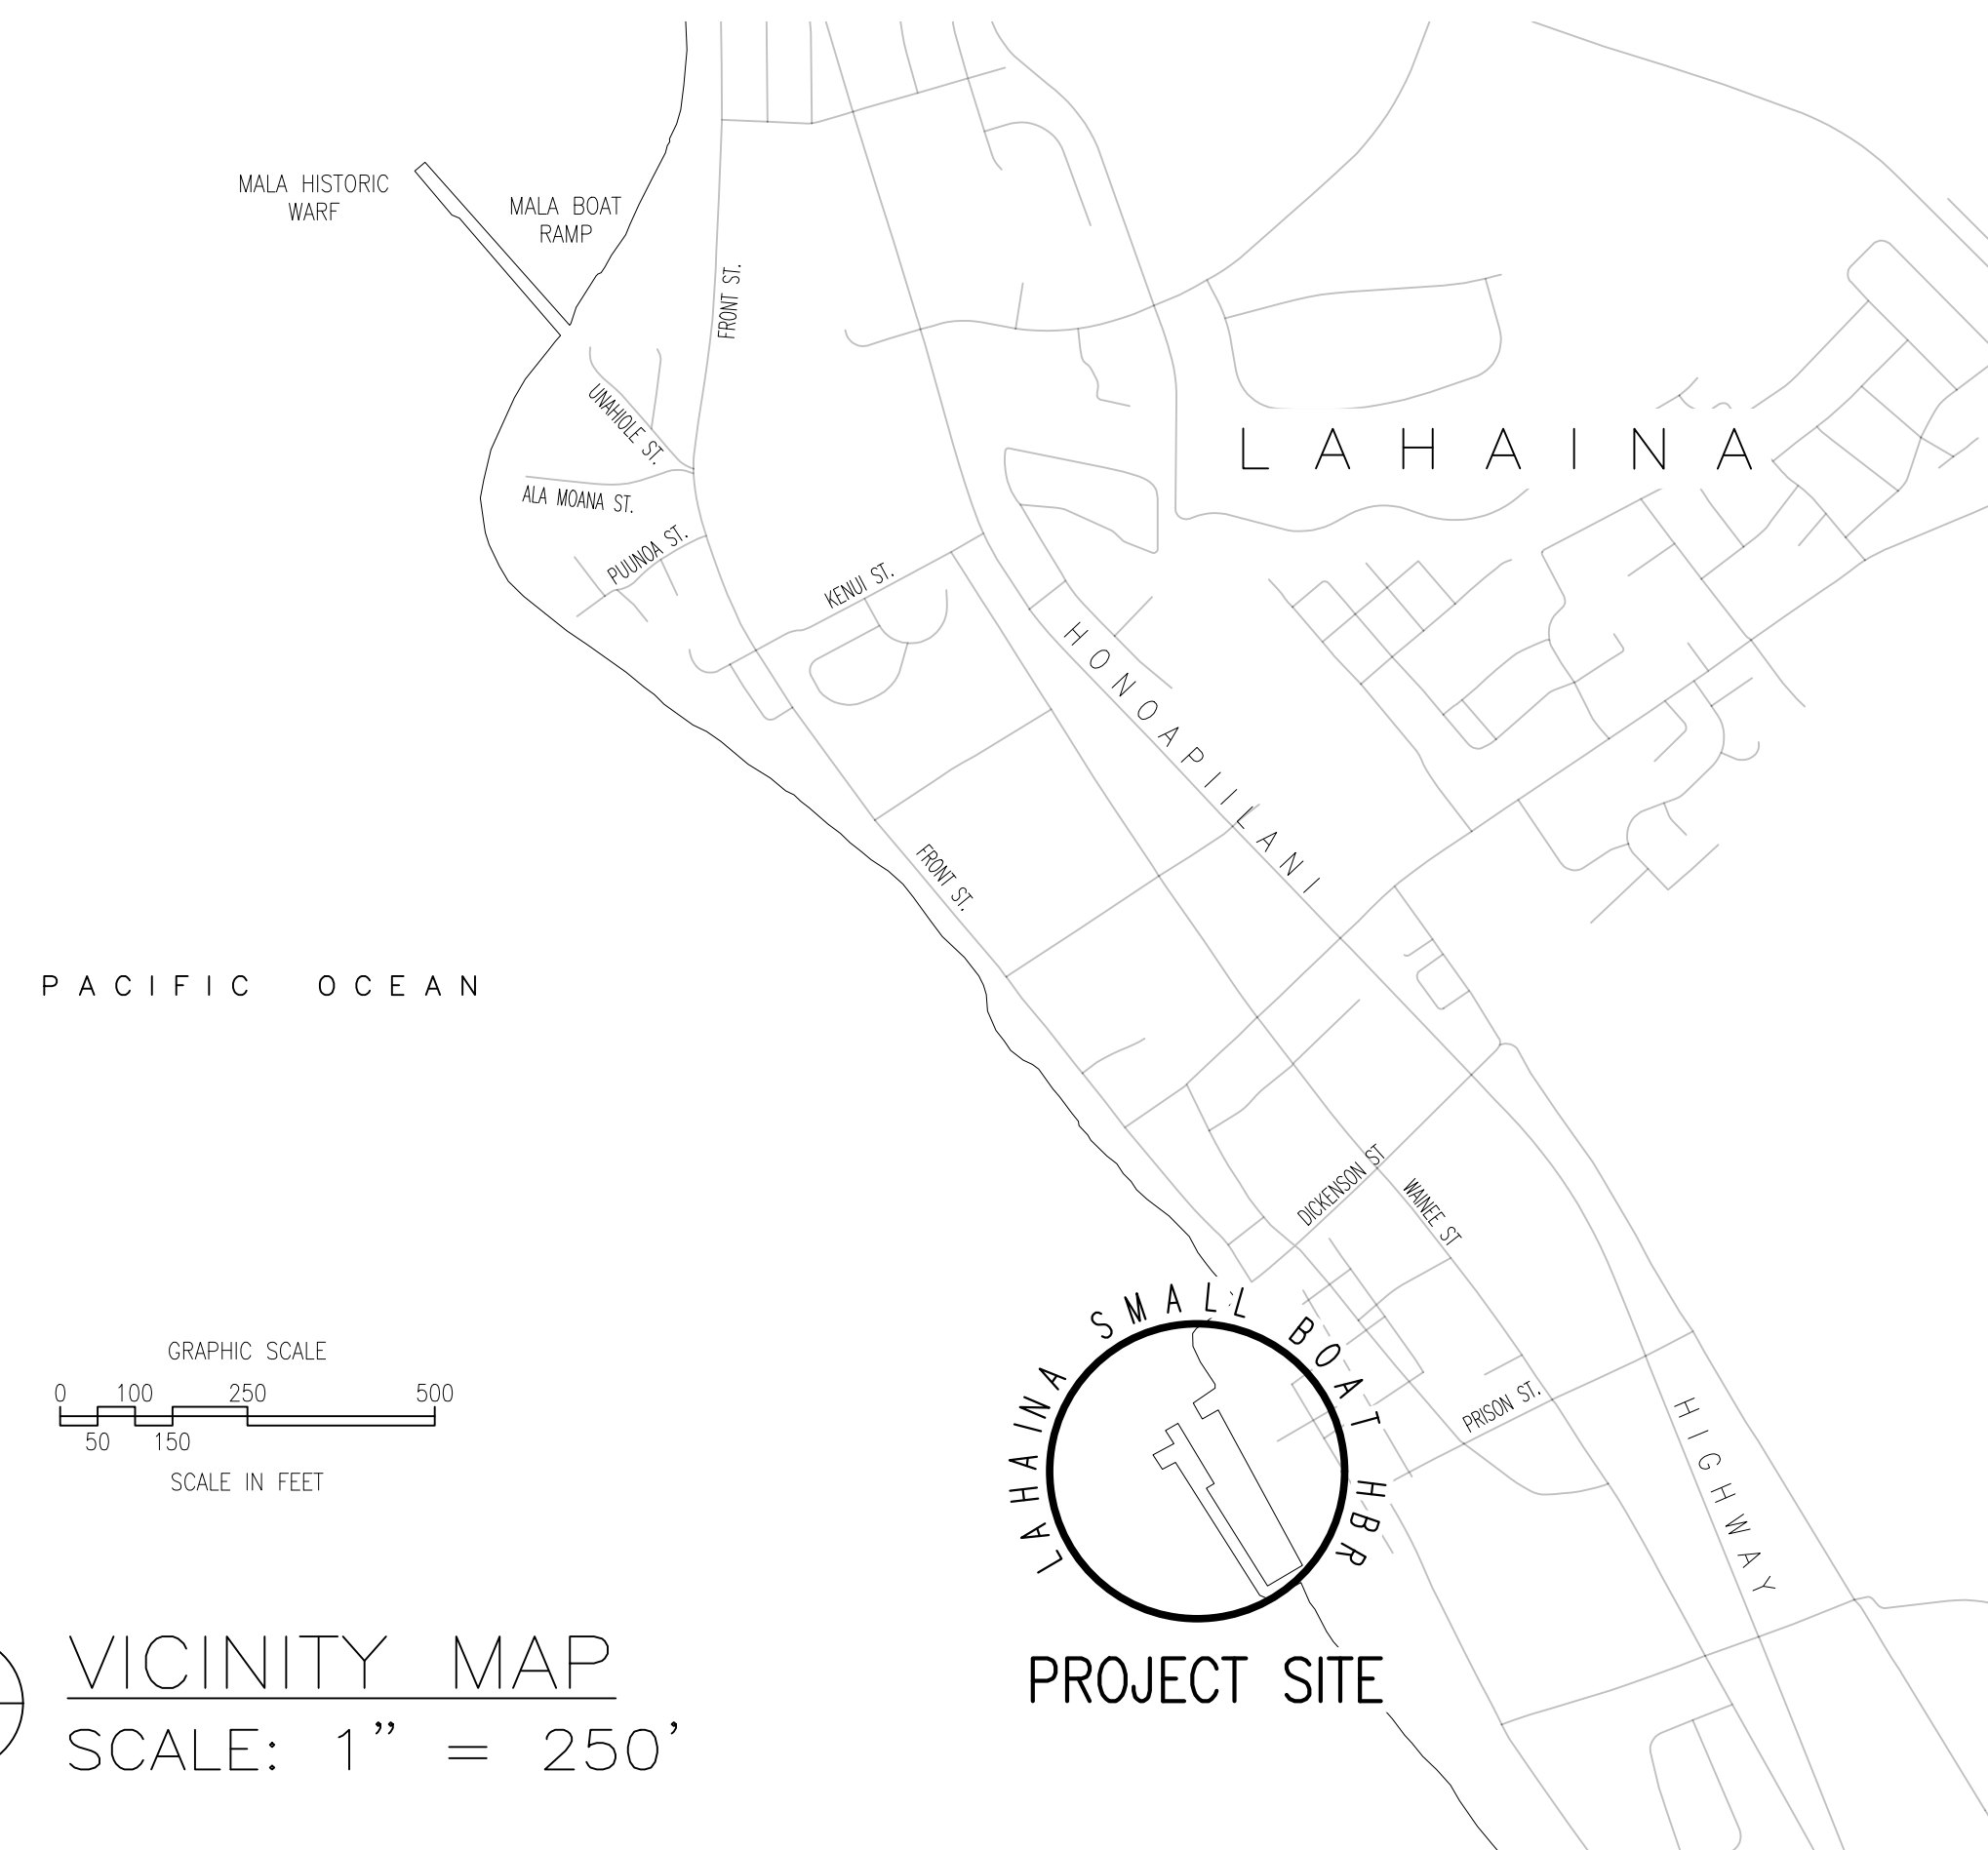 MALA HISTORIC
WARF
MALA BOAT
RAMP
FRONT ST.
UNAHIOLE ST.
ALA MOANA ST.
PUUNOA ST.
KENUI ST.
LAHAINA
HONOAPIILANI
FRONT ST.
PACIFIC OCEAN
DICKENSON ST
WAINEE ST
LAHAINA SMALL BOAT HBR
PRISON ST.
HIGHWAY
GRAPHIC SCALE
0 100 250 500
50 150
SCALE IN FEET
PROJECT SITE
VICINITY MAP
SCALE: 1" = 250'